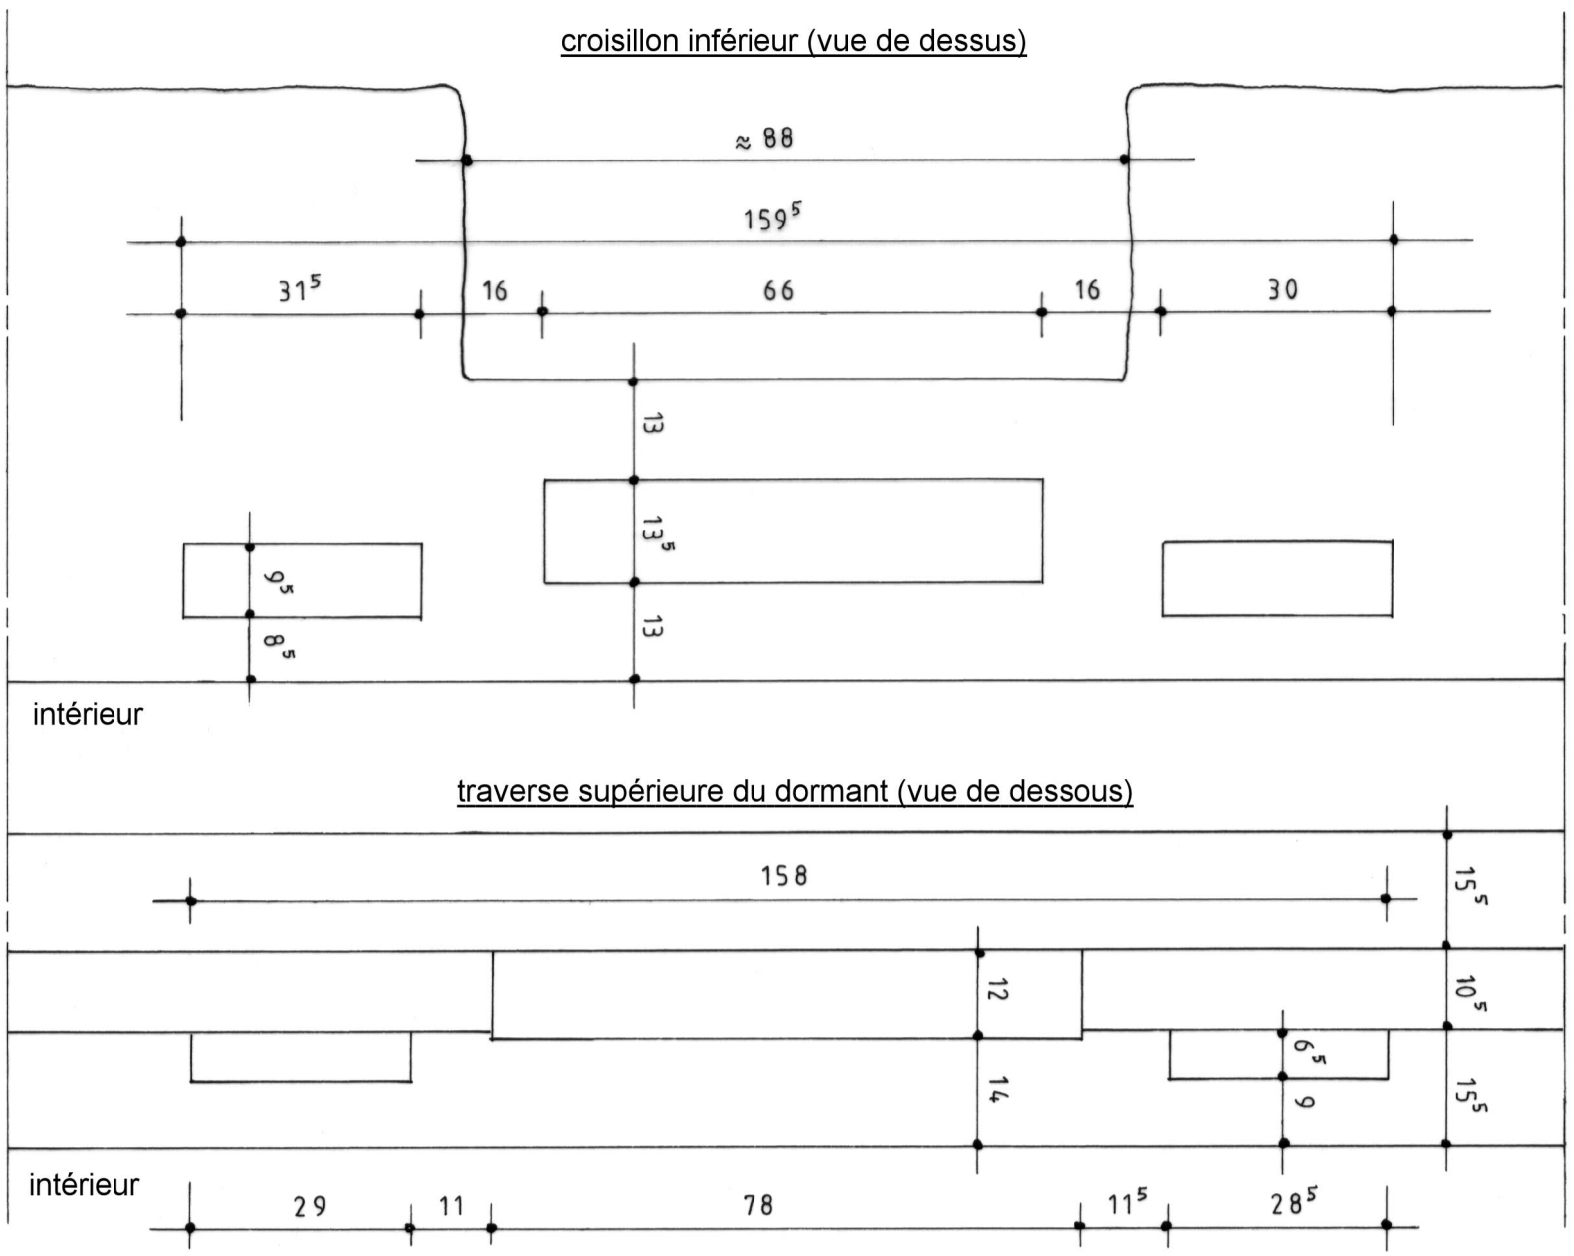 croisillon inférieur (vue de dessus)
≈ 88
159⁵
31⁵ 16 66 16 30
13
13⁵
9⁵
13
8⁵
intérieur
traverse supérieure du dormant (vue de dessous)
158
15⁵
12
10⁵
6⁵
14
9
15⁵
intérieur
29 11 78 11⁵ 28⁵